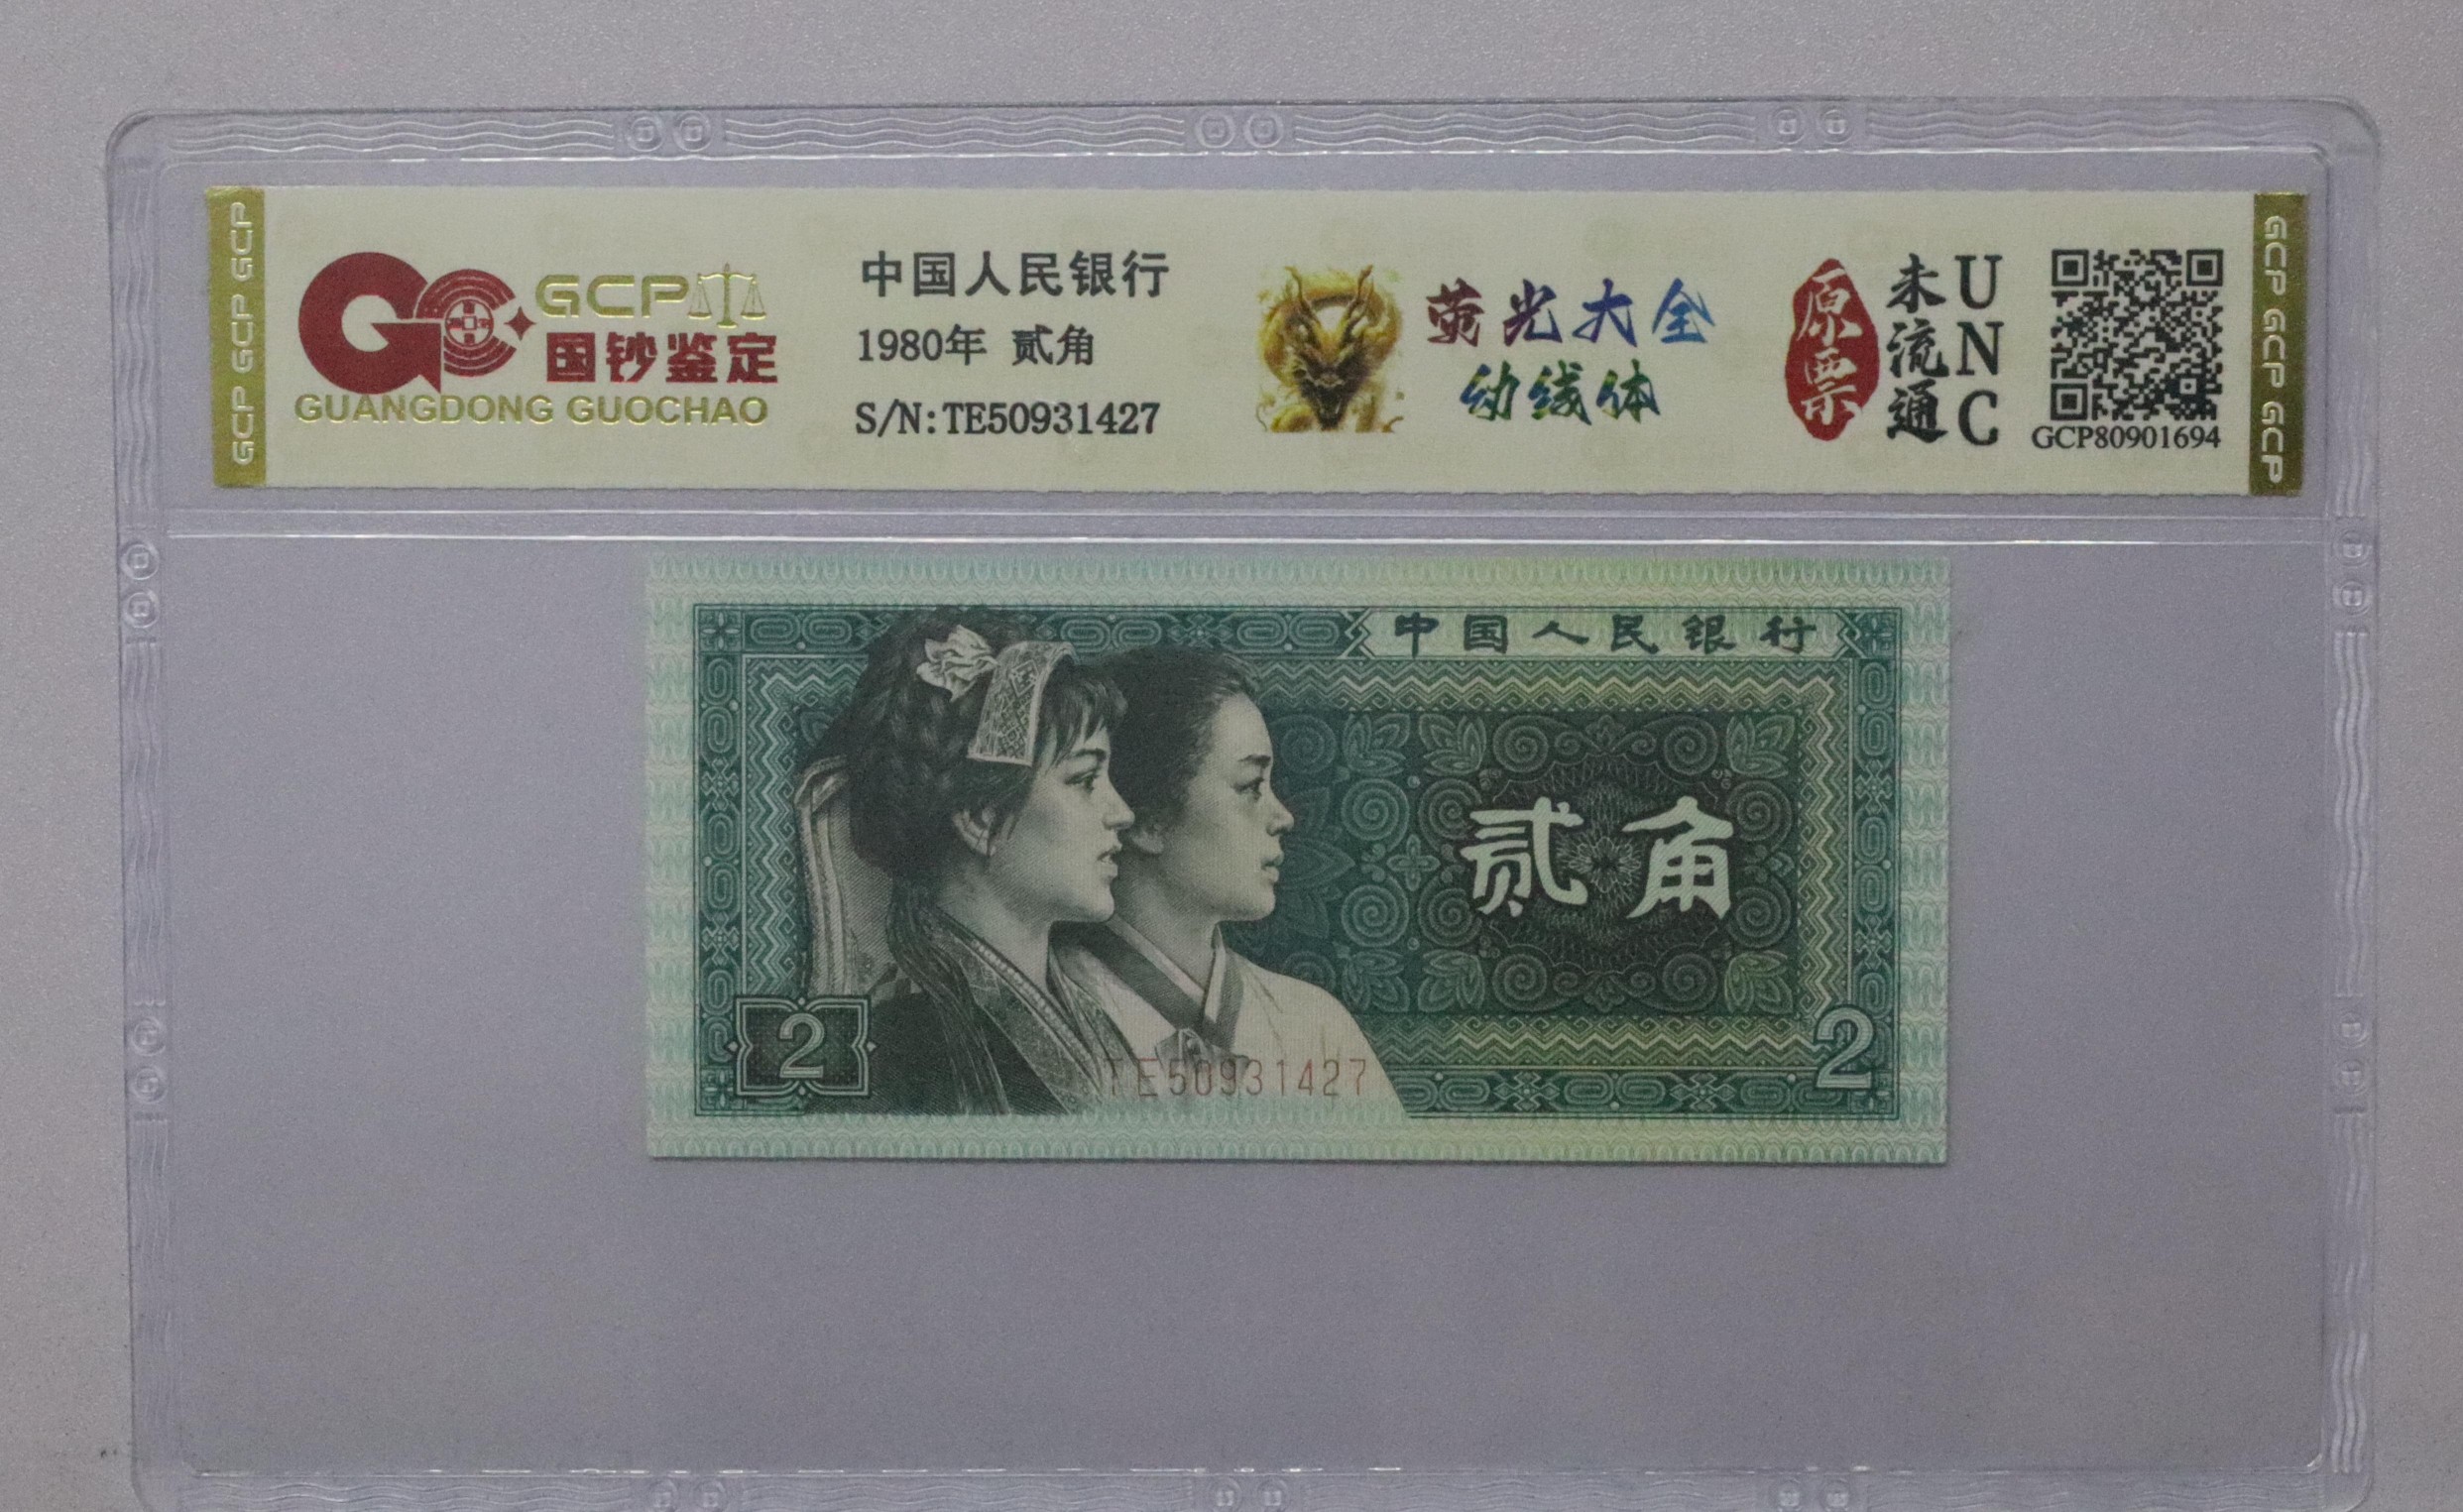 GCP GCP GCP
GCP
国钞鉴定
GUANGDONG GUOCHAO
中国人民银行
1980年 贰角
S/N:TE50931427
荧光大全
幼线体
原票
未流通
UNC
GCP80901694
GCP GCP GCP
中国人民银行
贰角
2
TE50931427
2